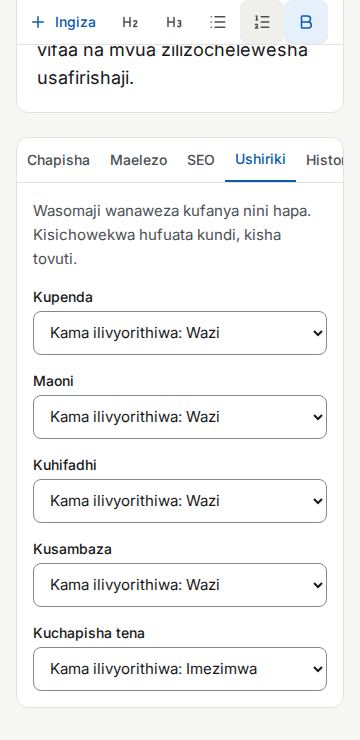 Ingiza H2 H3 B
vifaa na mvua zilizochelewesha
usafirishaji.
Chapisha Maelezo SEO Ushiriki
Wasomaji wanaweza kufanya nini hapa.
Kisichowekwa hufuata kundi, kisha
tovuti.
Kupenda
Kama ilivyorithiwa: Wazi
Maoni
Kama ilivyorithiwa: Wazi
Kuhifadhi
Kama ilivyorithiwa: Wazi
Kusambaza
Kama ilivyorithiwa: Wazi
Kuchapisha tena
Kama ilivyorithiwa: Imezimwa